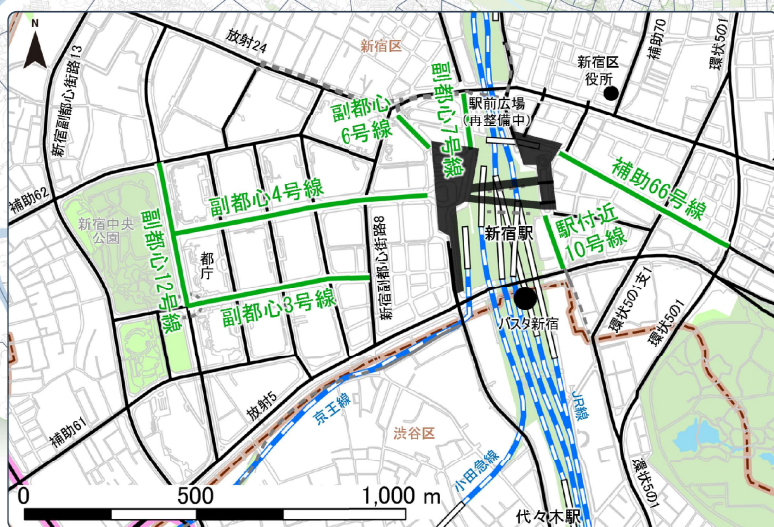 N
放射24
新宿区
新宿副都心街路13
補助70
環状5の1
新宿区
役所
副都心
6号線
副都心7号線
駅前広場
(再整備中)
補助62
新宿中央
公園
副都心4号線
補助66号線
副都心12号線
都庁
新宿副都心街路8
新宿駅
駅付近
10号線
副都心3号線
バスタ新宿
環状5の1支1
環状5の1
放射5
京王線
渋谷区
JR線
補助61
小田急線
環状5の1
0
500
1,000 m
代々木駅